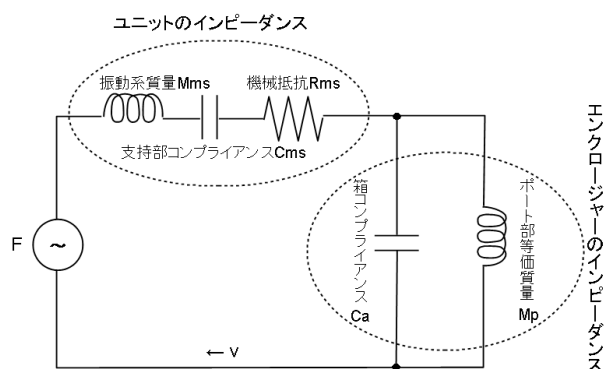 ユニットのインピーダンス
振動系質量Mms
機械抵抗Rms
支持部コンプライアンスCms
F
~
箱コンプライアンス
Ca
ポート部等価質量
Mp
エンクロージャーのインピーダンス
← v